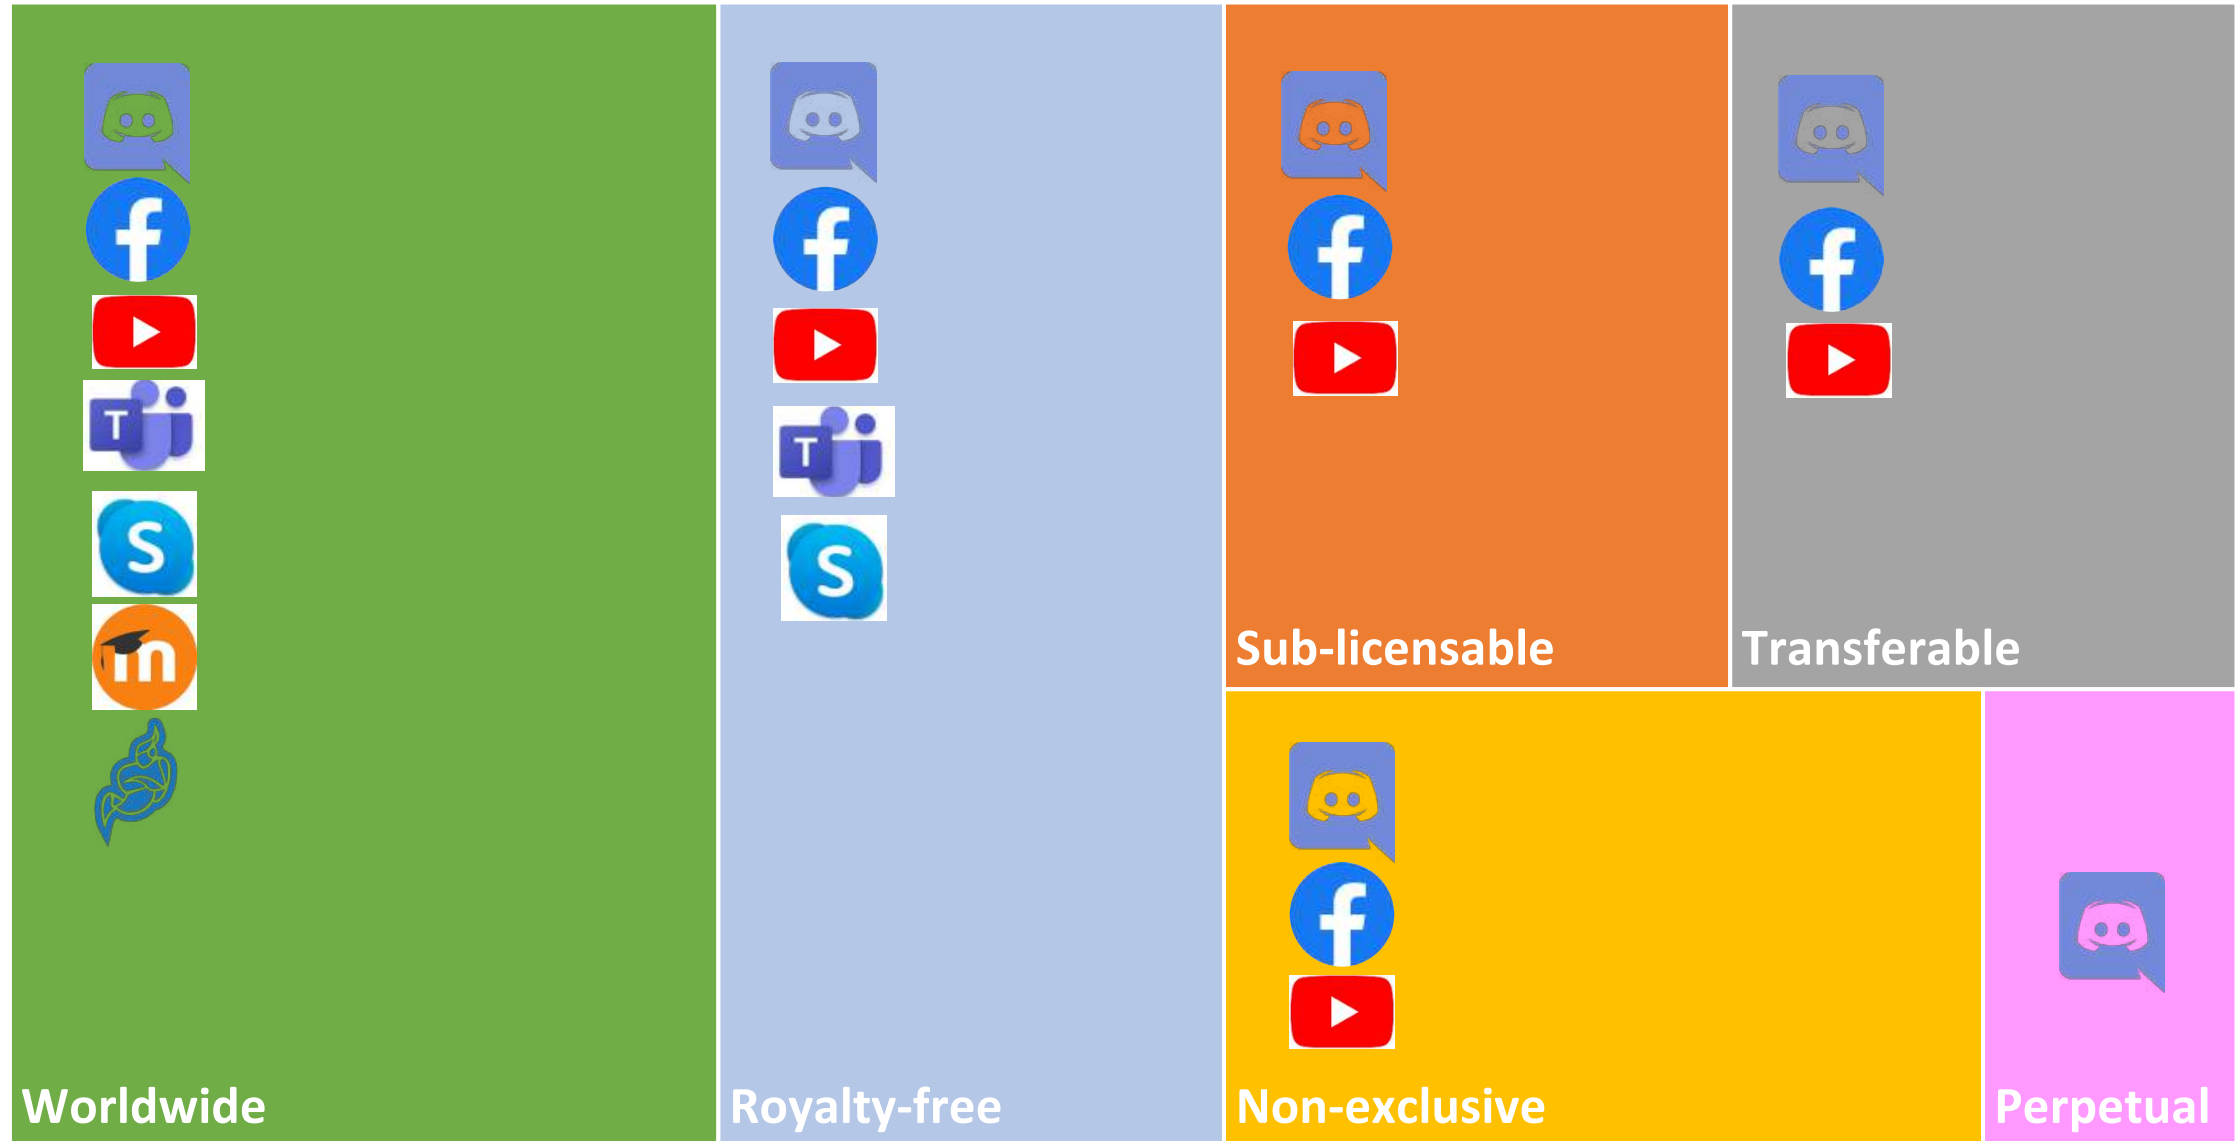 Worldwide
Royalty-free
Sub-licensable
Transferable
Non-exclusive
Perpetual